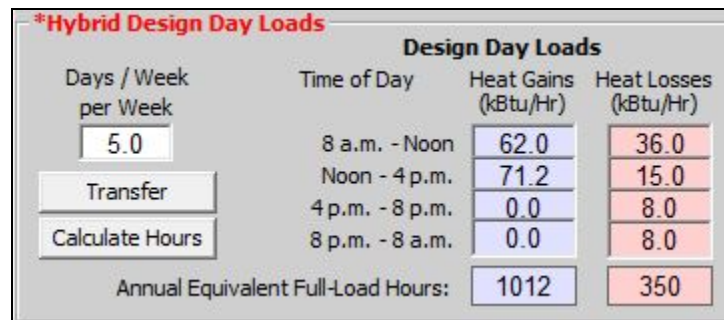 *Hybrid Design Day Loads
Design Day Loads
Days / Week
per Week
5.0
Transfer
Calculate Hours
Time of Day Heat Gains Heat Losses
(kBtu/Hr) (kBtu/Hr)
8 a.m. - Noon 62.0 36.0
Noon - 4 p.m. 71.2 15.0
4 p.m. - 8 p.m. 0.0 8.0
8 p.m. - 8 a.m. 0.0 8.0
Annual Equivalent Full-Load Hours: 1012 350